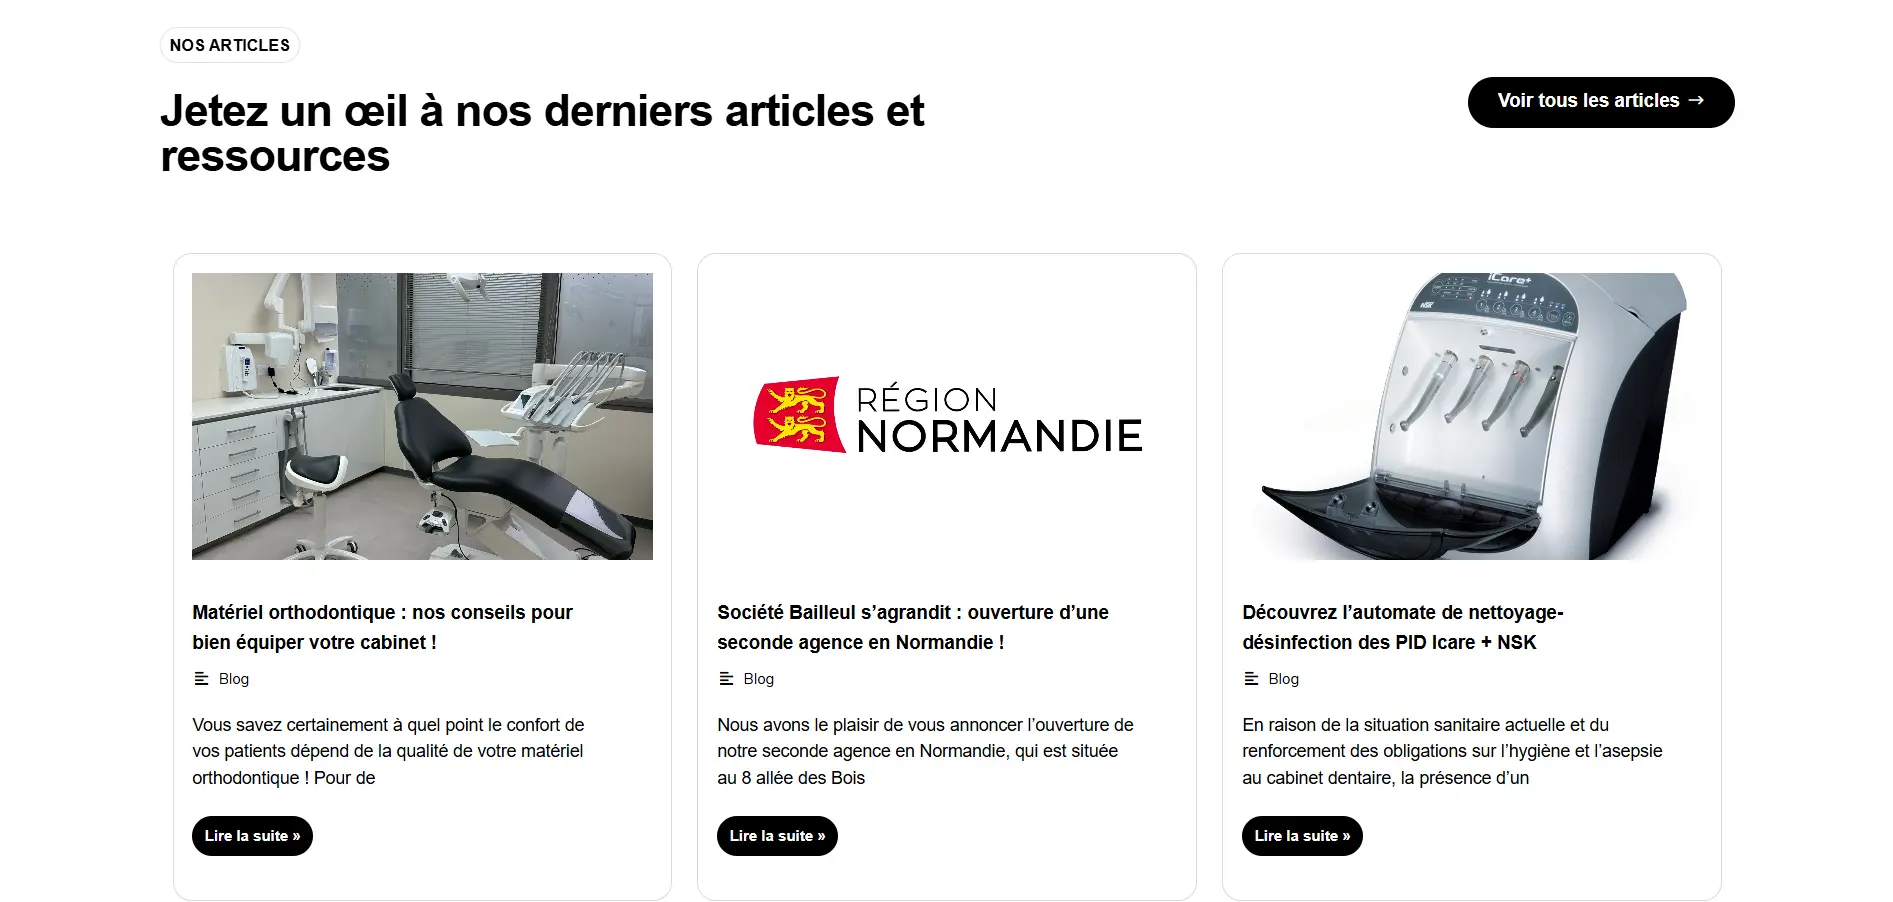 NOS ARTICLES
Jetez un œil à nos derniers articles et
ressources
Voir tous les articles →
RÉGION
NORMANDIE
iCare+
NSK
Matériel orthodontique : nos conseils pour
bien équiper votre cabinet !
Blog
Vous savez certainement à quel point le confort de
vos patients dépend de la qualité de votre matériel
orthodontique ! Pour de
Lire la suite »
Société Bailleul s’agrandit : ouverture d’une
seconde agence en Normandie !
Blog
Nous avons le plaisir de vous annoncer l’ouverture de
notre seconde agence en Normandie, qui est située
au 8 allée des Bois
Lire la suite »
Découvrez l’automate de nettoyage-
désinfection des PID Icare + NSK
Blog
En raison de la situation sanitaire actuelle et du
renforcement des obligations sur l’hygiène et l’asepsie
au cabinet dentaire, la présence d’un
Lire la suite »